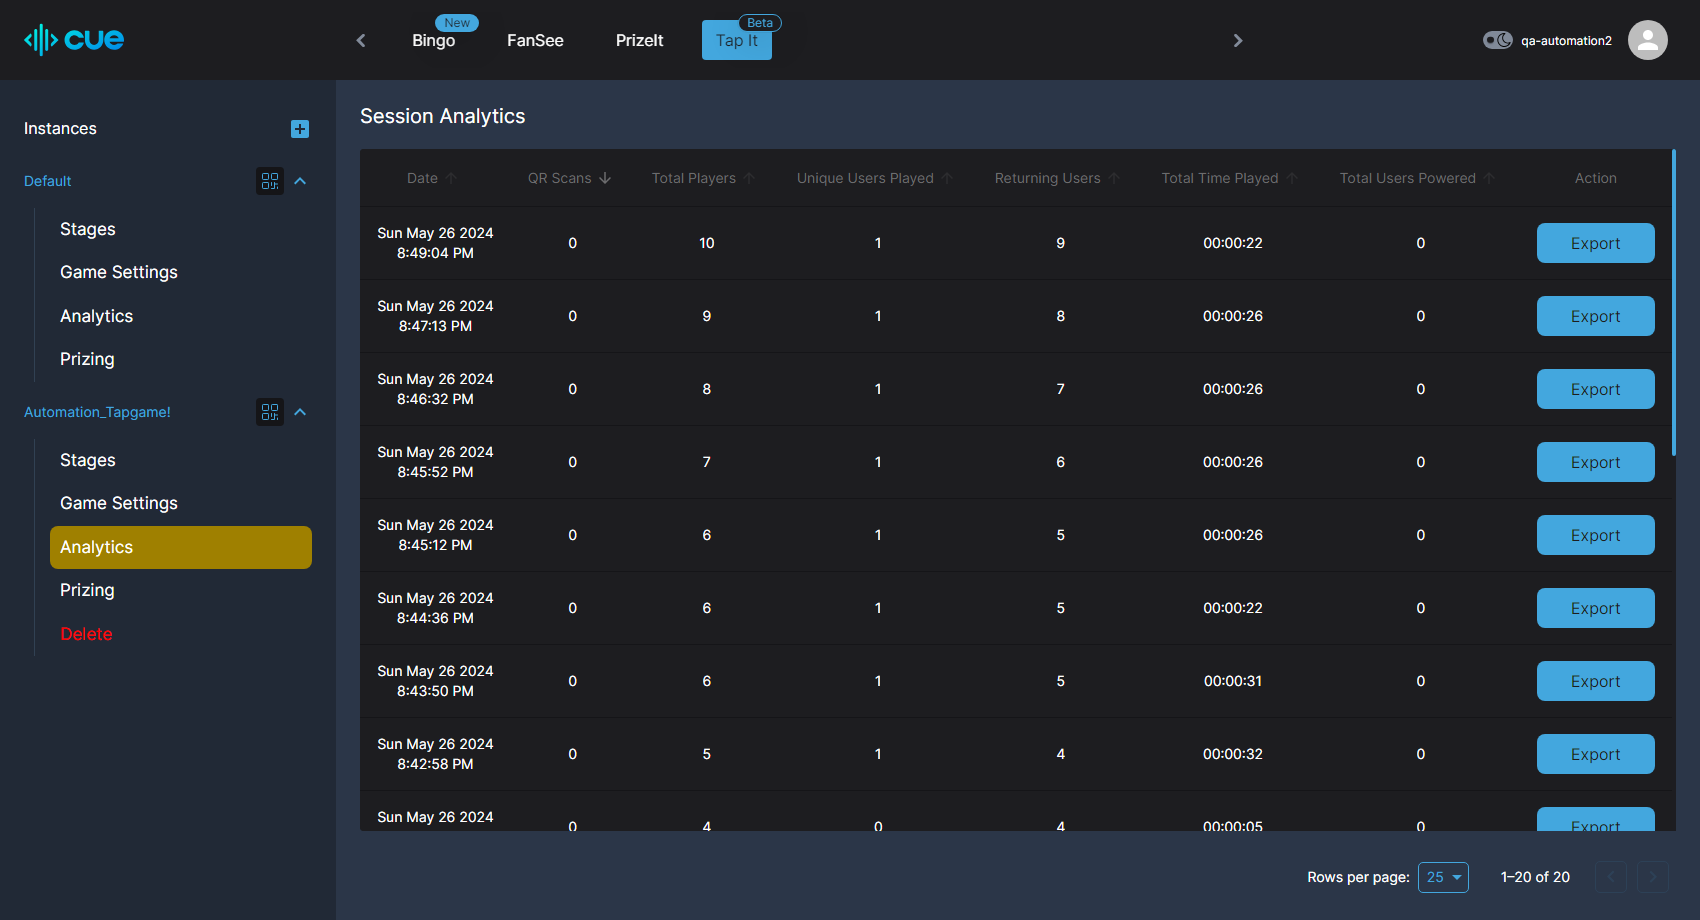 cue
New
Bingo
FanSee
PrizeIt
Beta
Tap It
qa-automation2
Instances
Default
Stages
Game Settings
Analytics
Prizing
Automation_Tapgame!
Stages
Game Settings
Analytics
Prizing
Delete
Session Analytics
Date QR Scans Total Players Unique Users Played Returning Users Total Time Played Total Users Powered Action
Sun May 26 2024
8:49:04 PM 0 10 1 9 00:00:22 0 Export
Sun May 26 2024
8:47:13 PM 0 9 1 8 00:00:26 0 Export
Sun May 26 2024
8:46:32 PM 0 8 1 7 00:00:26 0 Export
Sun May 26 2024
8:45:52 PM 0 7 1 6 00:00:26 0 Export
Sun May 26 2024
8:45:12 PM 0 6 1 5 00:00:26 0 Export
Sun May 26 2024
8:44:36 PM 0 6 1 5 00:00:22 0 Export
Sun May 26 2024
8:43:50 PM 0 6 1 5 00:00:31 0 Export
Sun May 26 2024
8:42:58 PM 0 5 1 4 00:00:32 0 Export
Sun May 26 2024
0 4 0 4 00:00:05 0 Export
Rows per page: 25 1–20 of 20